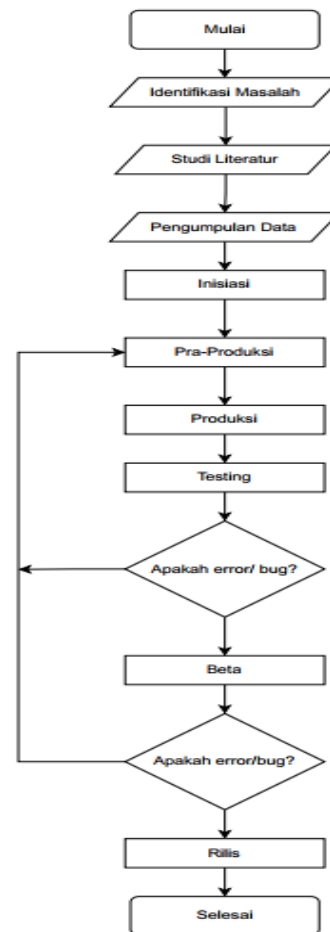 Mulai
Identifikasi Masalah
Studi Literatur
Pengumpulan Data
Inisiasi
Pra-Produksi
Produksi
Testing
Apakah error/ bug?
Beta
Apakah error/bug?
Rilis
Selesai